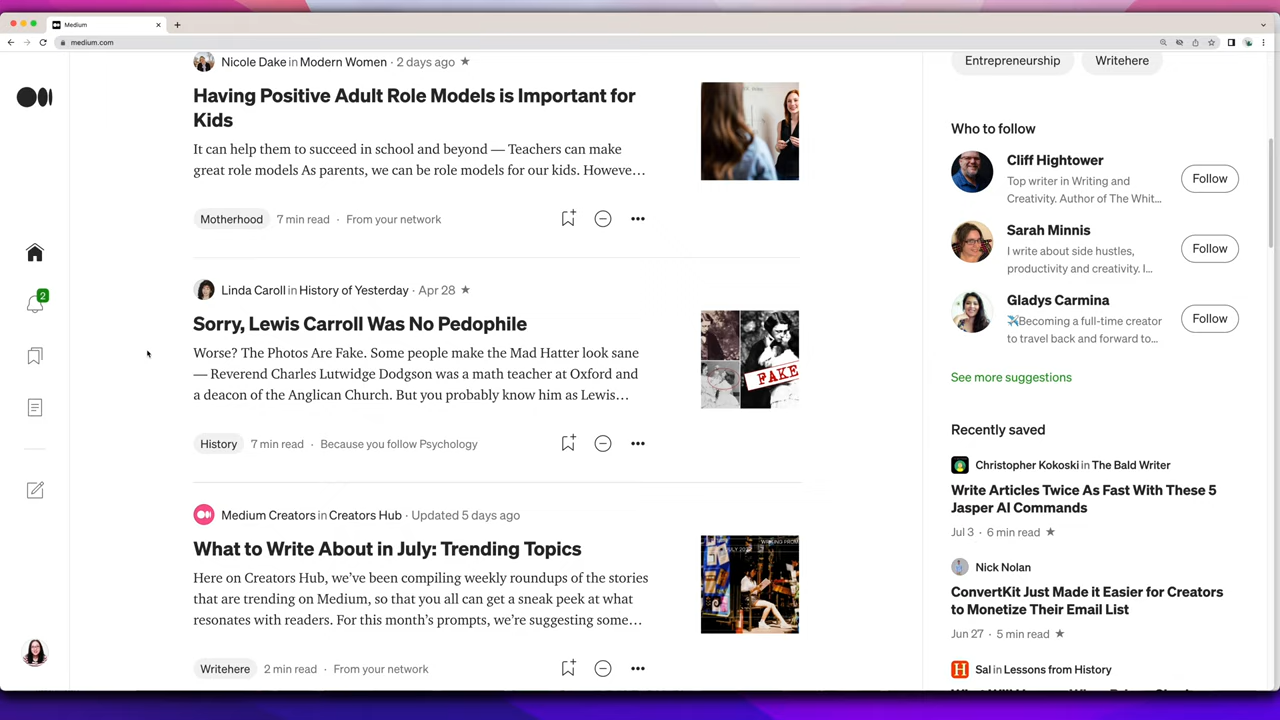 Medium
medium.com
2
Nicole Dake in Modern Women · 2 days ago ★
Having Positive Adult Role Models is Important for
Kids
It can help them to succeed in school and beyond — Teachers can make
great role models As parents, we can be role models for our kids. Howeve…
Motherhood 7 min read · From your network
Linda Caroll in History of Yesterday · Apr 28 ★
Sorry, Lewis Carroll Was No Pedophile
Worse? The Photos Are Fake. Some people make the Mad Hatter look sane
— Reverend Charles Lutwidge Dodgson was a math teacher at Oxford and
a deacon of the Anglican Church. But you probably know him as Lewis…
FAKE
History 7 min read · Because you follow Psychology
Medium Creators in Creators Hub · Updated 5 days ago
What to Write About in July: Trending Topics
Here on Creators Hub, we’ve been compiling weekly roundups of the stories
that are trending on Medium, so that you all can get a sneak peek at what
resonates with readers. For this month’s prompts, we’re suggesting some…
Writehere 2 min read · From your network
Entrepreneurship Writehere
Who to follow
Cliff Hightower
Top writer in Writing and
Creativity. Author of The Whit…
Follow
Sarah Minnis
I write about side hustles,
productivity and creativity. I…
Follow
Gladys Carmina
✈️Becoming a full-time creator
to travel back and forward to…
Follow
See more suggestions
Recently saved
Christopher Kokoski in The Bald Writer
Write Articles Twice As Fast With These 5
Jasper AI Commands
Jul 3 · 6 min read ★
Nick Nolan
ConvertKit Just Made it Easier for Creators
to Monetize Their Email List
Jun 27 · 5 min read ★
H Sal in Lessons from History